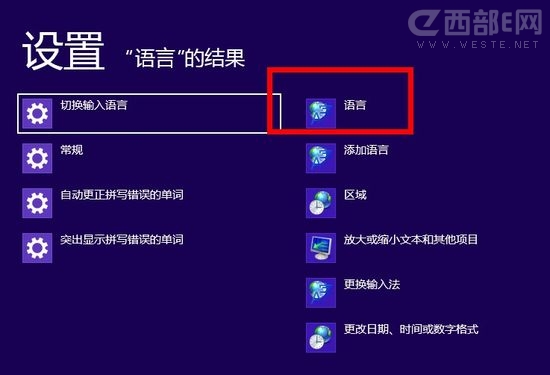 西部E网
WWW.WESTE.NET
设置 “语言”的结果
切换输入语言
常规
自动更正拼写错误的单词
突出显示拼写错误的单词
语言
添加语言
区域
放大或缩小文本和其他项目
更换输入法
更改日期、时间或数字格式